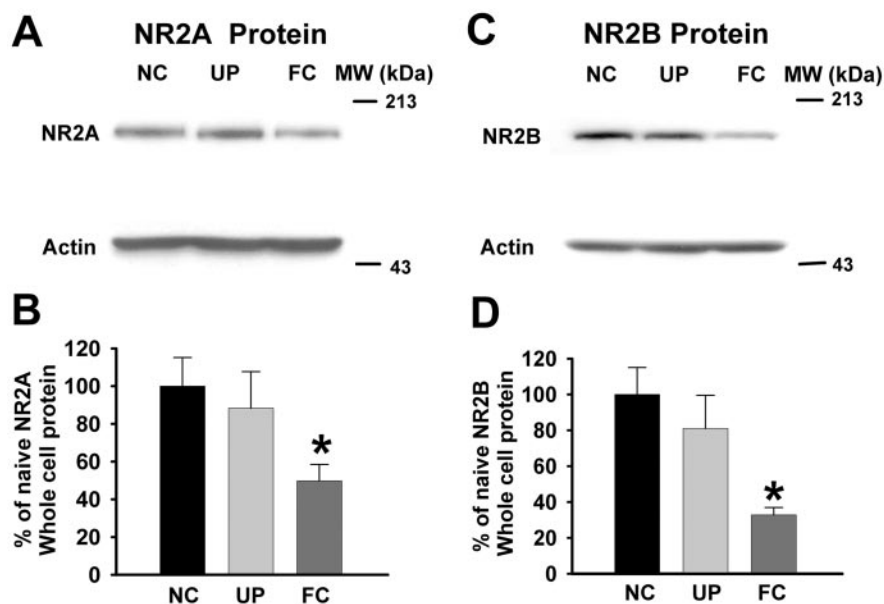 A NR2A Protein
NC UP FC MW (kDa)
213
NR2A
Actin
43
B
% of naive NR2A
Whole cell protein
120
100
80
60
40
20
0
*
NC UP FC
C NR2B Protein
NC UP FC MW (kDa)
213
NR2B
Actin
43
D
% of naive NR2B
Whole cell protein
120
100
80
60
40
20
0
*
NC UP FC